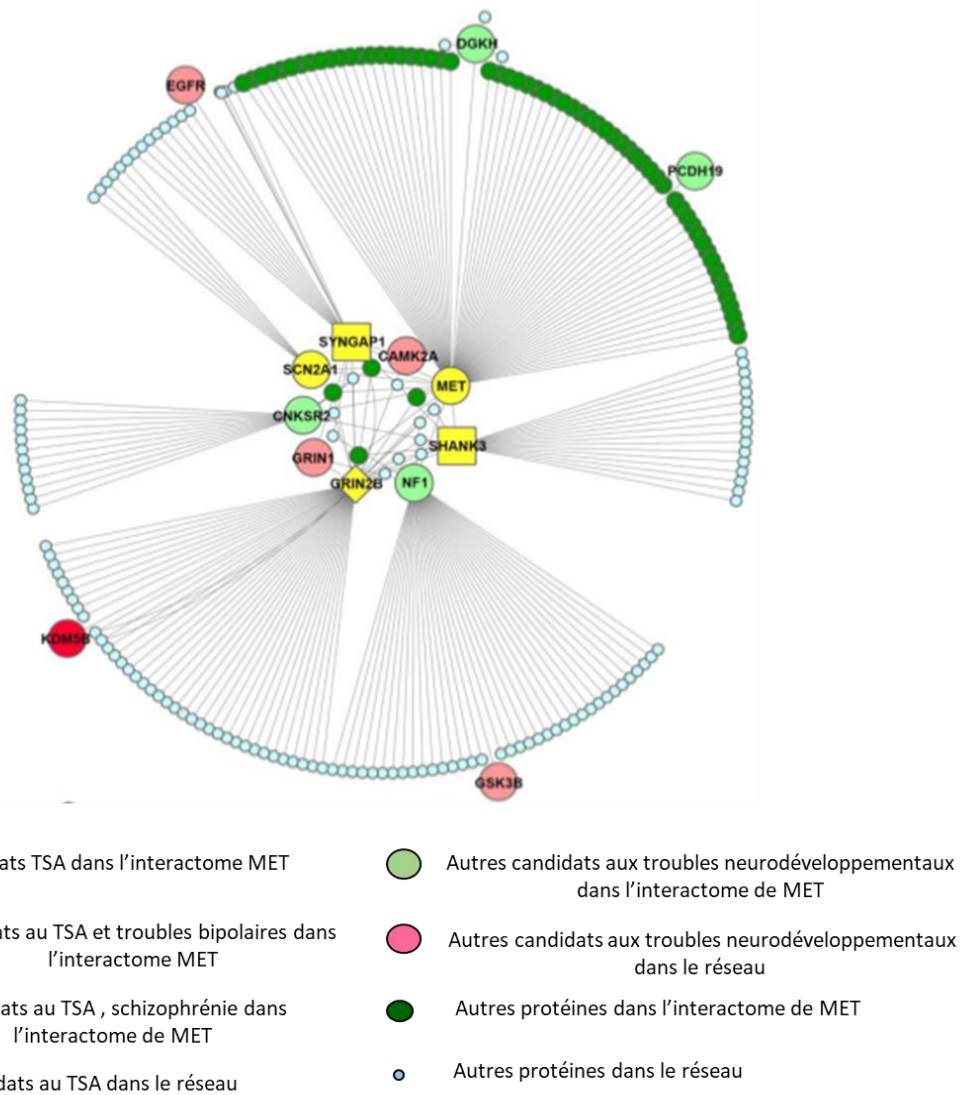 DGKH
EGFR
PCDH19
SYNGAP1
CAMK2A
SCN2A1
MET
CNKSR2
SHANK3
GRIN1
GRIN2B
NF1
KDM5B
GSK3B
ats TSA dans l'interactome MET
ats au TSA et troubles bipolaires dans
l'interactome MET
ats au TSA , schizophrénie dans
l'interactome de MET
dats au TSA dans le réseau
Autres candidats aux troubles neurodéveloppementaux
dans l'interactome de MET
Autres candidats aux troubles neurodéveloppementaux
dans le réseau
Autres protéines dans l'interactome de MET
Autres protéines dans le réseau